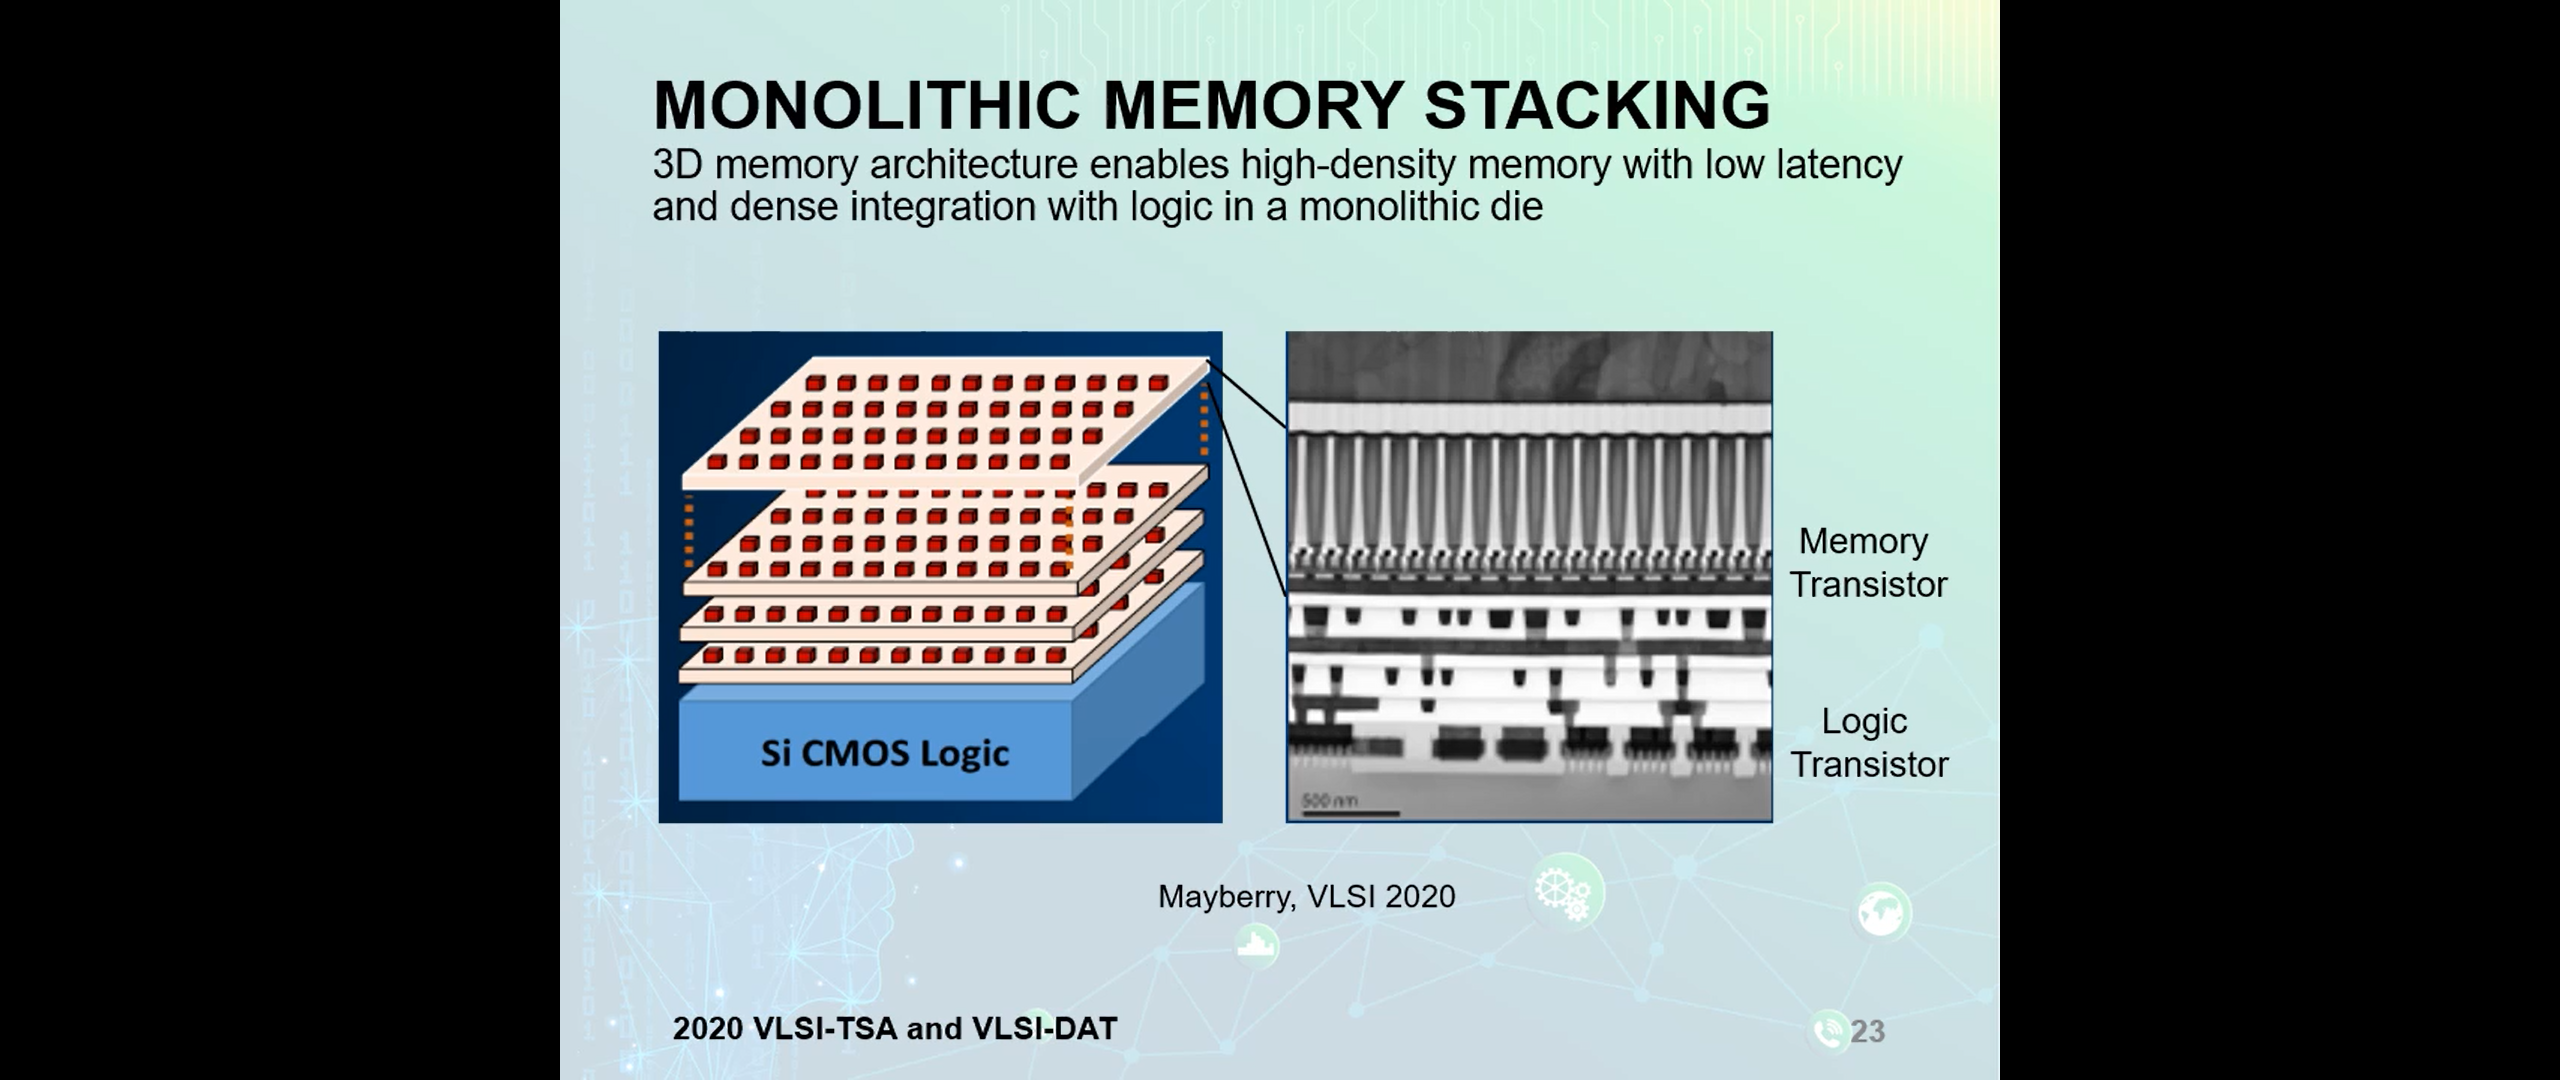 MONOLITHIC MEMORY STACKING
3D memory architecture enables high-density memory with low latency
and dense integration with logic in a monolithic die
Si CMOS Logic
500 nm
Memory
Transistor
Logic
Transistor
Mayberry, VLSI 2020
2020 VLSI-TSA and VLSI-DAT
23